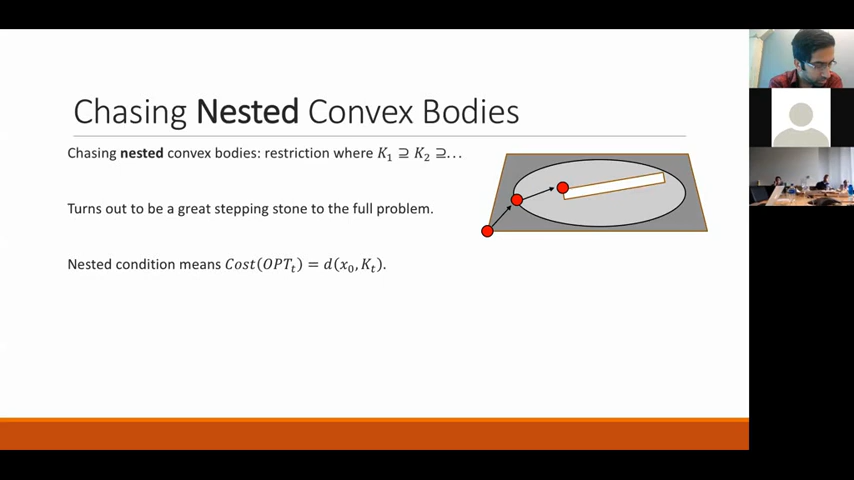 Chasing Nested Convex Bodies
Chasing nested convex bodies: restriction where K₁ ⊇ K₂ ⊇…
Turns out to be a great stepping stone to the full problem.
Nested condition means Cost(OPTₜ) = d(x₀, Kₜ).